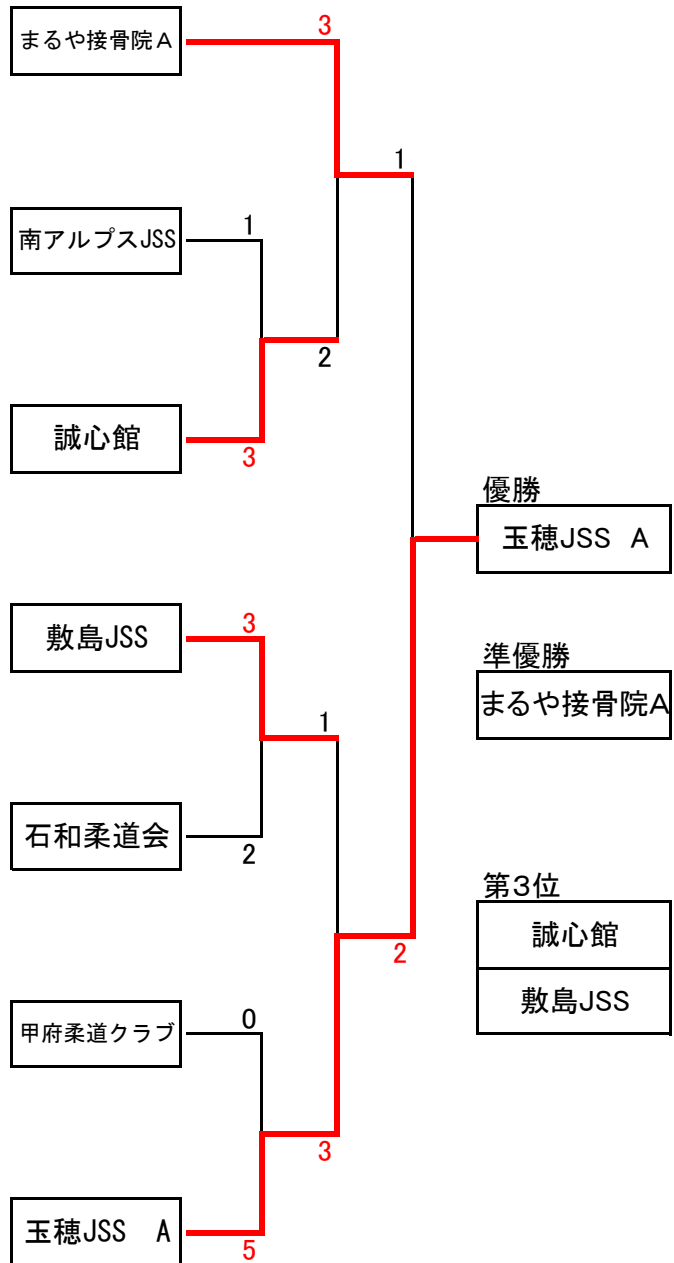 まるや接骨院A
3
1
南アルプスJSS
1
2
誠心館
3
優勝
玉穂JSS A
敷島JSS
3
準優勝
まるや接骨院A
1
石和柔道会
2
第3位
誠心館
敷島JSS
2
甲府柔道クラブ
0
3
玉穂JSS A
5